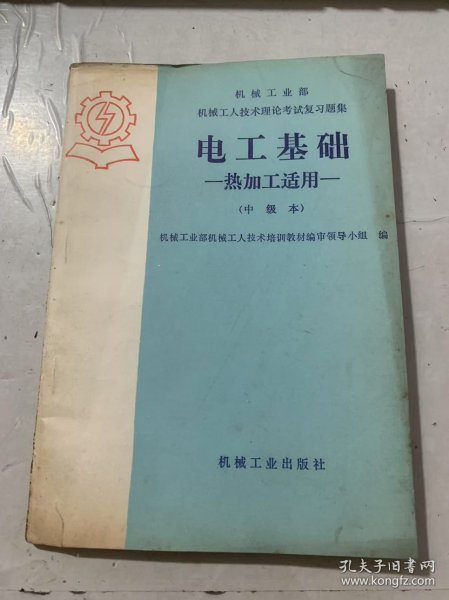 机械工业部
机械工人技术理论考试复习题集
电工基础
—热加工适用—
(中级本)
机械工业部机械工人技术培训教材编审领导小组 编
机械工业出版社
孔夫子旧书网
www.kongfz.com